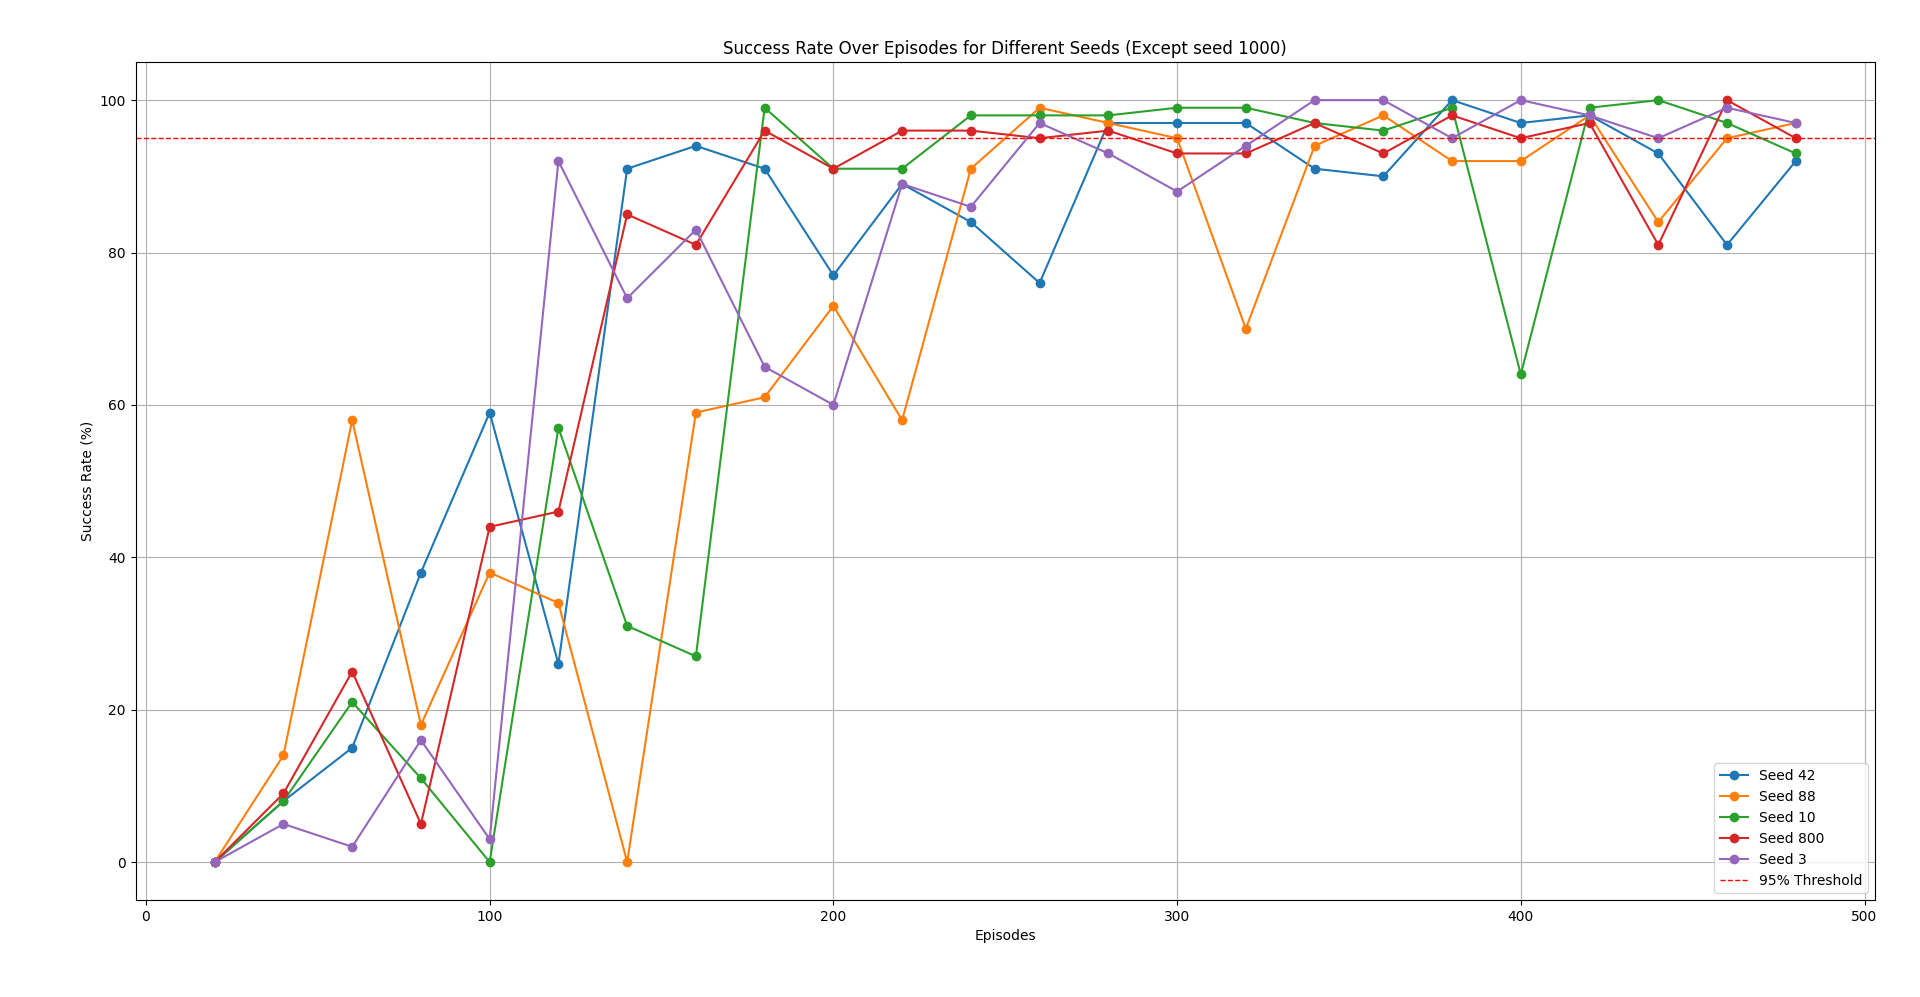 Success Rate Over Episodes for Different Seeds (Except seed 1000)
Success Rate (%)
100
80
60
40
20
0
0 100 200 300 400 500
Episodes
Seed 42
Seed 88
Seed 10
Seed 800
Seed 3
95% Threshold